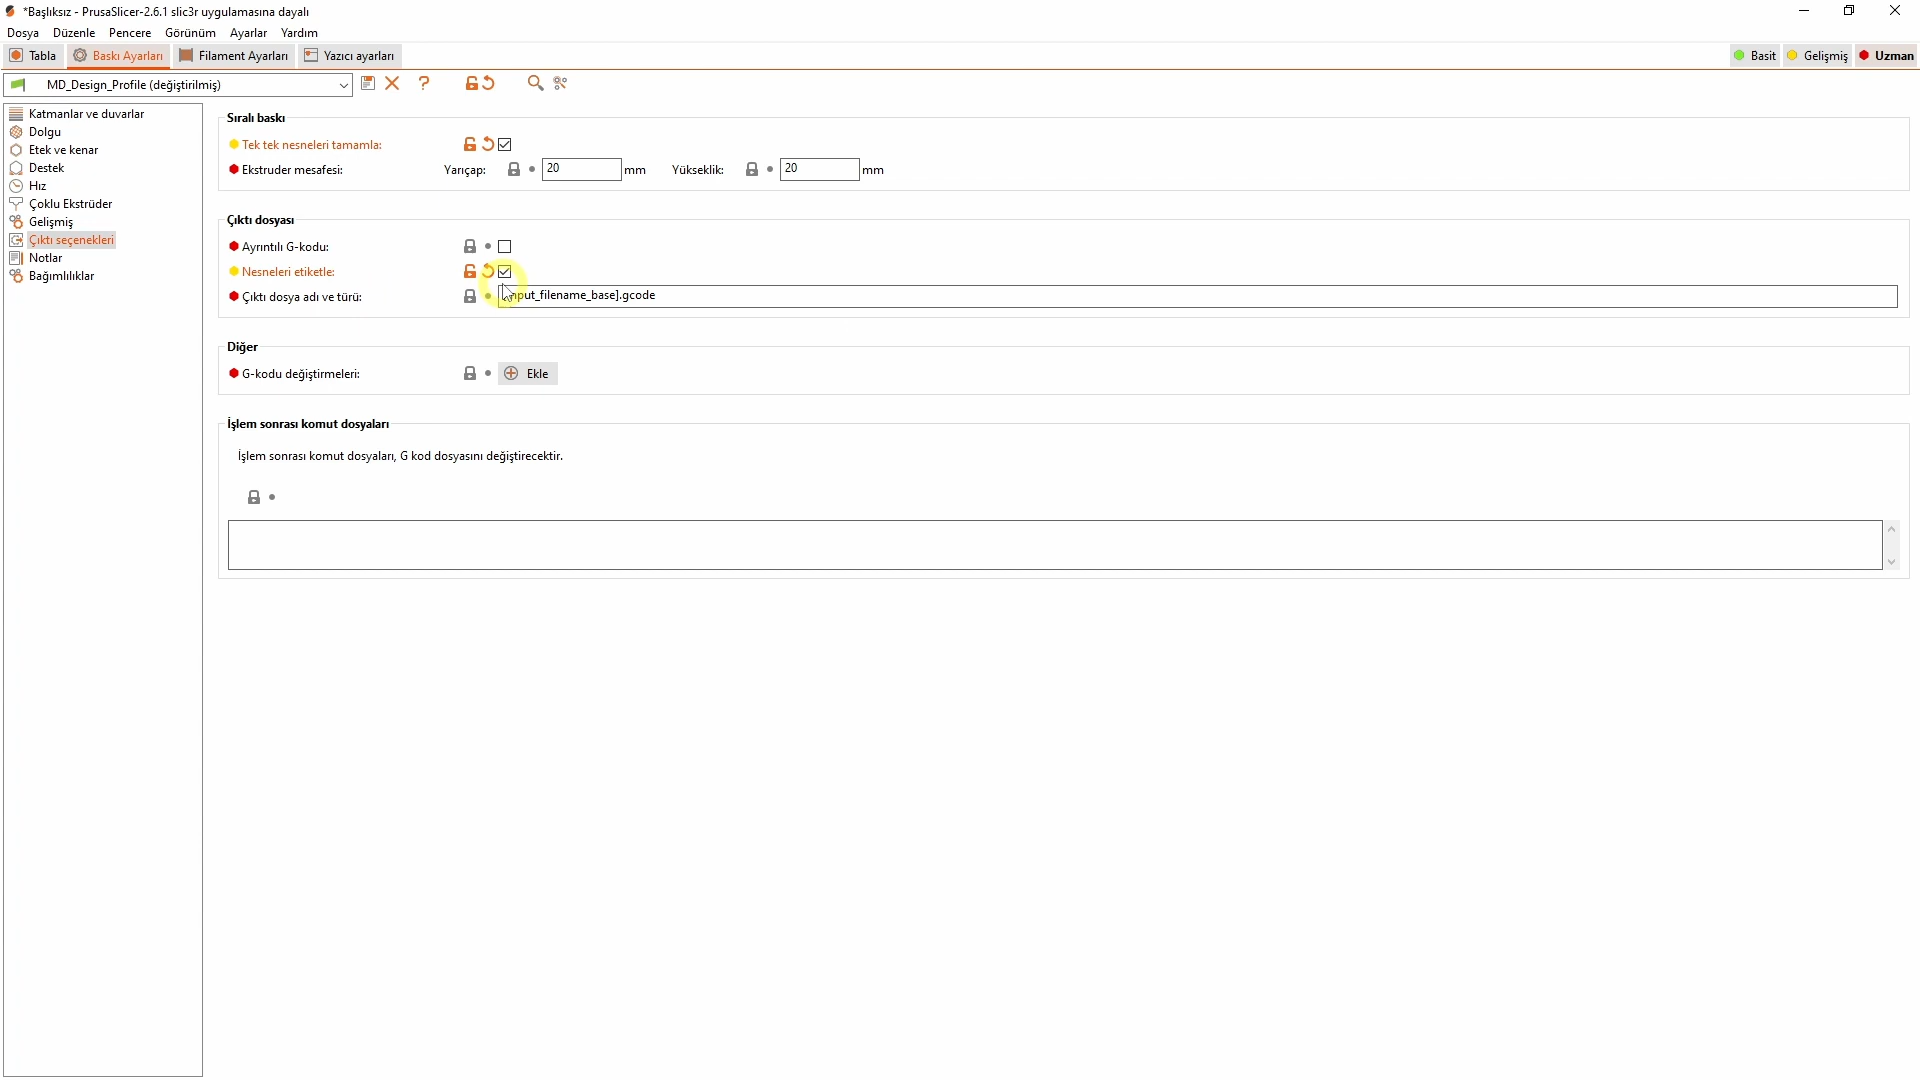 *Başlıksız - PrusaSlicer-2.6.1 slic3r uygulamasına dayalı
Dosya Düzenle Pencere Görünüm Ayarlar Yardım
Tabla Baskı Ayarları Filament Ayarları Yazıcı ayarları Basit Gelişmiş Uzman
MD_Design_Profile (değiştirilmiş)
Katmanlar ve duvarlar
Dolgu
Etek ve kenar
Destek
Hız
Çoklu Ekstrüder
Gelişmiş
Çıktı seçenekleri
Notlar
Bağımlılıklar
Sıralı baskı
Tek tek nesneleri tamamla:
Ekstruder mesafesi: Yarıçap: 20 mm Yükseklik: 20 mm
Çıktı dosyası
Ayrıntılı G-kodu:
Nesneleri etiketle:
Çıktı dosya adı ve türü: [input_filename_base].gcode
Diğer
G-kodu değiştirmeleri: Ekle
İşlem sonrası komut dosyaları
İşlem sonrası komut dosyaları, G kod dosyasını değiştirecektir.